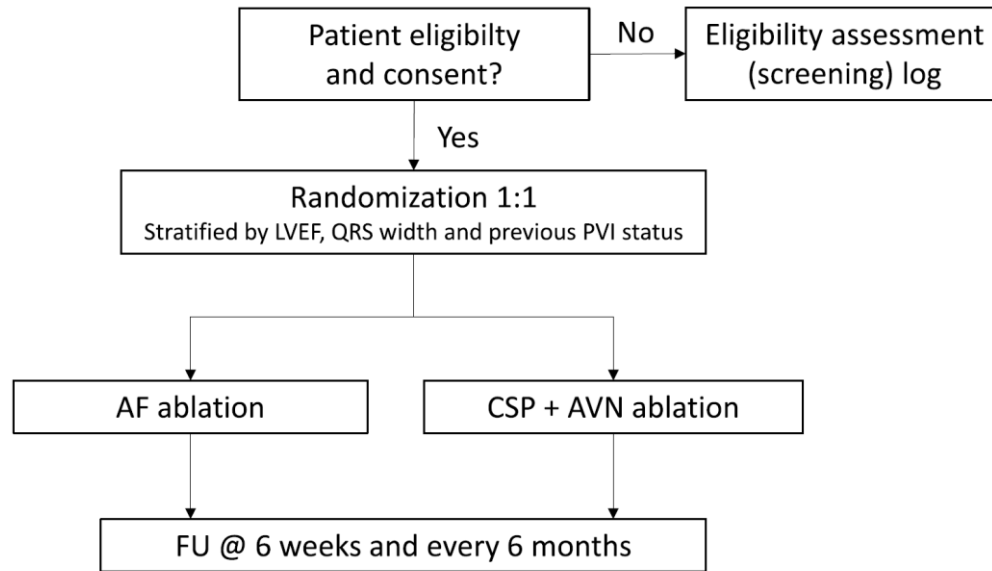 Patient eligibilty
and consent?
No
Eligibility assessment
(screening) log
Yes
Randomization 1:1
Stratified by LVEF, QRS width and previous PVI status
AF ablation
CSP + AVN ablation
FU @ 6 weeks and every 6 months